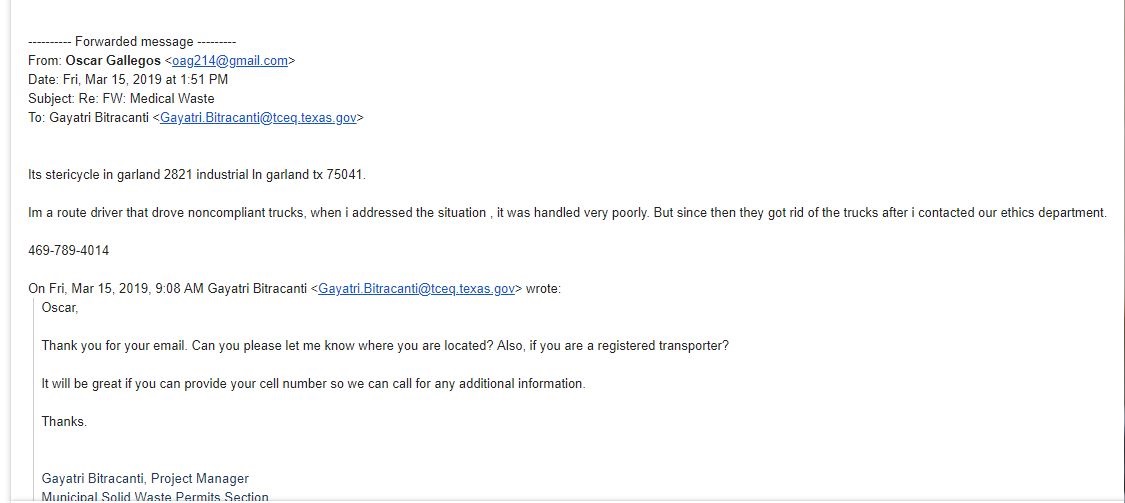 ---------- Forwarded message ---------
From: Oscar Gallegos <oag214@gmail.com>
Date: Fri, Mar 15, 2019 at 1:51 PM
Subject: Re: FW: Medical Waste
To: Gayatri Bitracanti <Gayatri.Bitracanti@tceq.texas.gov>
Its stericycle in garland 2821 industrial ln garland tx 75041.
Im a route driver that drove noncompliant trucks, when i addressed the situation , it was handled very poorly. But since then they got rid of the trucks after i contacted our ethics department.
469-789-4014
On Fri, Mar 15, 2019, 9:08 AM Gayatri Bitracanti <Gayatri.Bitracanti@tceq.texas.gov> wrote:
Oscar,
Thank you for your email. Can you please let me know where you are located? Also, if you are a registered transporter?
It will be great if you can provide your cell number so we can call for any additional information.
Thanks.
Gayatri Bitracanti, Project Manager
Municipal Solid Waste Permits Section